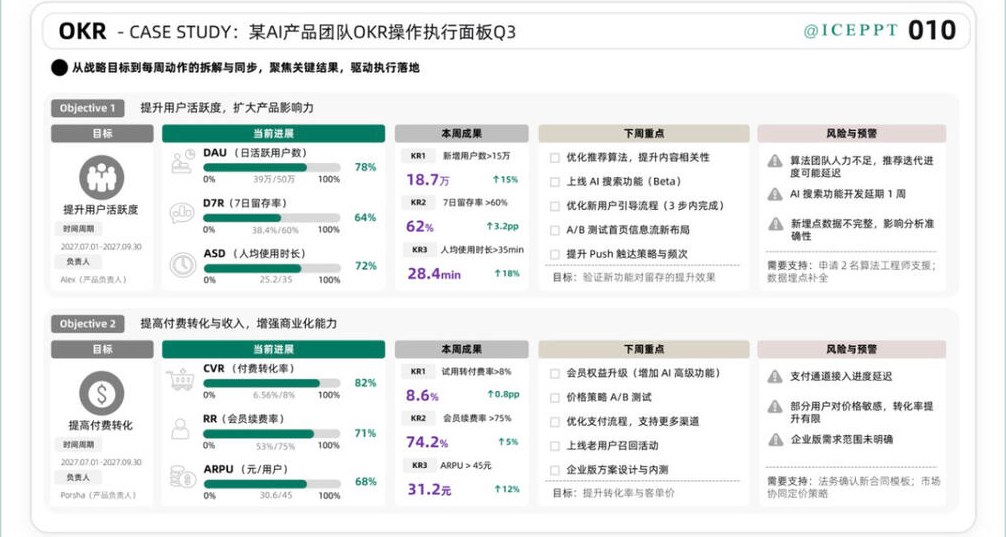 OKR - CASE STUDY：某AI产品团队OKR操作执行面板Q3
@ICEPPT 010
从战略目标到每周动作的拆解与同步，聚焦关键结果，驱动执行落地
Objective 1 提升用户活跃度，扩大产品影响力
目标
提升用户活跃度
时间周期
2027.07.01-2027.09.30
负责人
Alex（产品负责人）
当前进展
DAU（日活跃用户数）
78%
0% 39万/50万 100%
D7R（7日留存率）
64%
0% 38.4%/60% 100%
ASD（人均使用时长）
72%
0% 25.2/35 100%
本周成果
KR1 新增用户数>15万
18.7万 ↑15%
KR2 7日留存率 >60%
62% ↑3.2pp
KR3 人均使用时长>35min
28.4min ↑18%
下周重点
优化推荐算法，提升内容相关性
上线 AI 搜索功能（Beta）
优化新用户引导流程（3 步内完成）
A/B 测试首页信息流新布局
提升 Push 触达策略与频次
目标：验证新功能对留存的提升效果
风险与预警
算法团队人力不足，推荐迭代进
度可能延迟
AI 搜索功能开发延期 1 周
新埋点数据不完整，影响分析准
确性
需要支持：申请 2 名算法工程师支援；
数据埋点补全
Objective 2 提高付费转化与收入，增强商业化能力
目标
提高付费转化
时间周期
2027.07.01-2027.09.30
负责人
Porsha（产品负责人）
当前进展
CVR（付费转化率）
82%
0% 6.56%/8% 100%
RR（会员续费率）
71%
0% 53%/75% 100%
ARPU（元/用户）
68%
0% 30.6/45 100%
本周成果
KR1 试用转付费率>8%
8.6% ↑0.8pp
KR2 会员续费率 >75%
74.2% ↑5%
KR3 ARPU > 45元
31.2元 ↑12%
下周重点
会员权益升级（增加 AI 高级功能）
价格策略 A/B 测试
优化支付流程，支持更多渠道
上线老用户召回活动
企业版方案设计与内测
目标：提升转化率与客单价
风险与预警
支付通道接入进度延迟
部分用户对价格敏感，转化率提
升有限
企业版需求范围未明确
需要支持：法务确认新合同模板；市场
协同定价策略